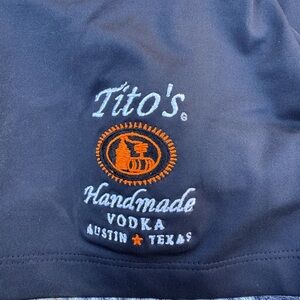 Tito's®
Handmade
VODKA
AUSTIN ★ TEXAS